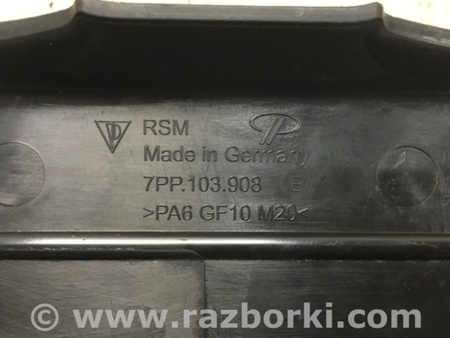 RSM
Made in Germany
7PP.103.908 E
>PA6 GF10 M20<
© www.razborki.com